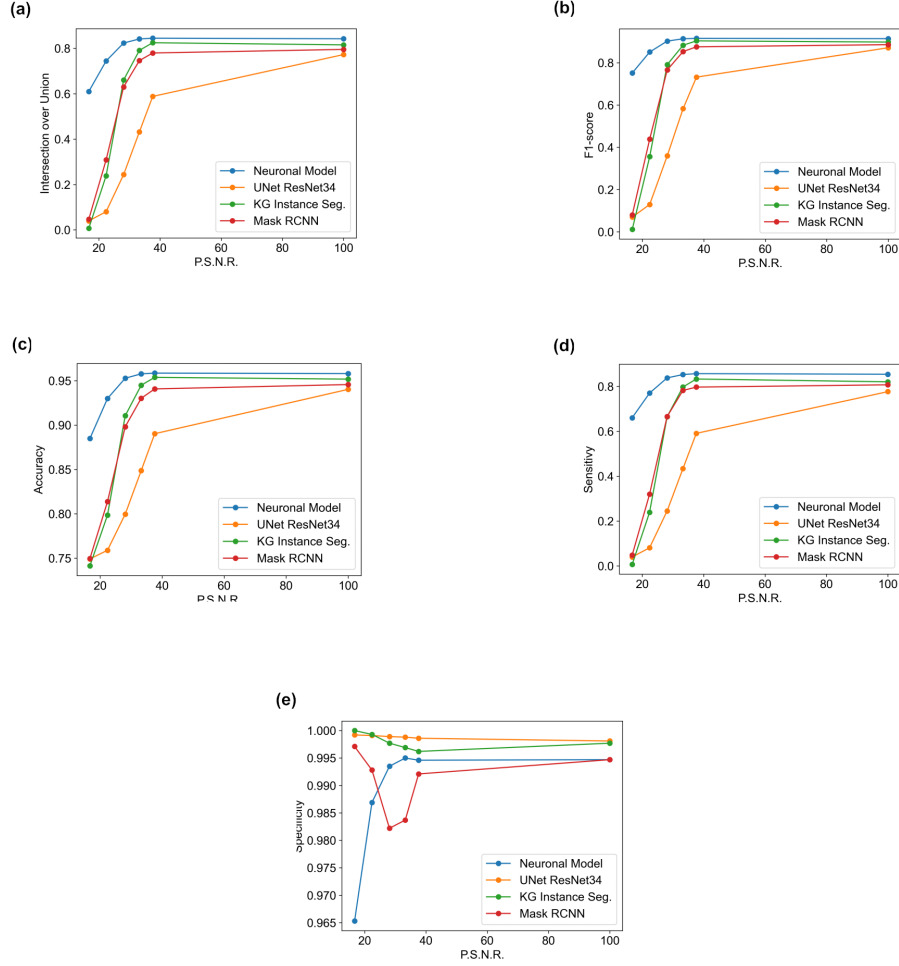 (a)
Intersection over Union
0.8
0.6
0.4
0.2
0.0
20 40 60 80 100
P.S.N.R.
Neuronal Model
UNet ResNet34
KG Instance Seg.
Mask RCNN
(b)
F1-score
0.8
0.6
0.4
0.2
0.0
20 40 60 80 100
P.S.N.R.
Neuronal Model
UNet ResNet34
KG Instance Seg.
Mask RCNN
(c)
Accuracy
0.95
0.90
0.85
0.80
0.75
20 40 60 80 100
P.S.N.R.
Neuronal Model
UNet ResNet34
KG Instance Seg.
Mask RCNN
(d)
Sensitivy
0.8
0.6
0.4
0.2
0.0
20 40 60 80 100
P.S.N.R.
Neuronal Model
UNet ResNet34
KG Instance Seg.
Mask RCNN
(e)
Specificity
1.000
0.995
0.990
0.985
0.980
0.975
0.970
0.965
20 40 60 80 100
P.S.N.R.
Neuronal Model
UNet ResNet34
KG Instance Seg.
Mask RCNN